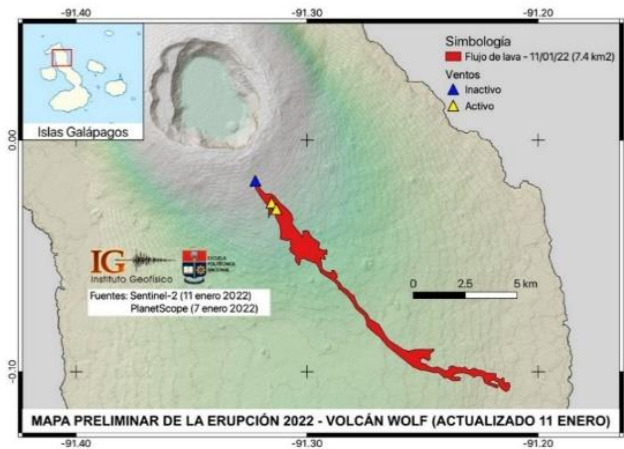 -91.40
-91.30
-91.20
Islas Galápagos
Simbología
Flujo de lava - 11/01/22 (7.4 km2)
Ventos
Inactivo
Activo
0.00
IG
Instituto Geofísico
ESCUELA
POLITÉCNICA
NACIONAL
Fuentes: Sentinel-2 (11 enero 2022)
PlanetScope (7 enero 2022)
0 2.5 5 km
-0.10
MAPA PRELIMINAR DE LA ERUPCIÓN 2022 - VOLCÁN WOLF (ACTUALIZADO 11 ENERO)
-91.40
-91.30
-91.20